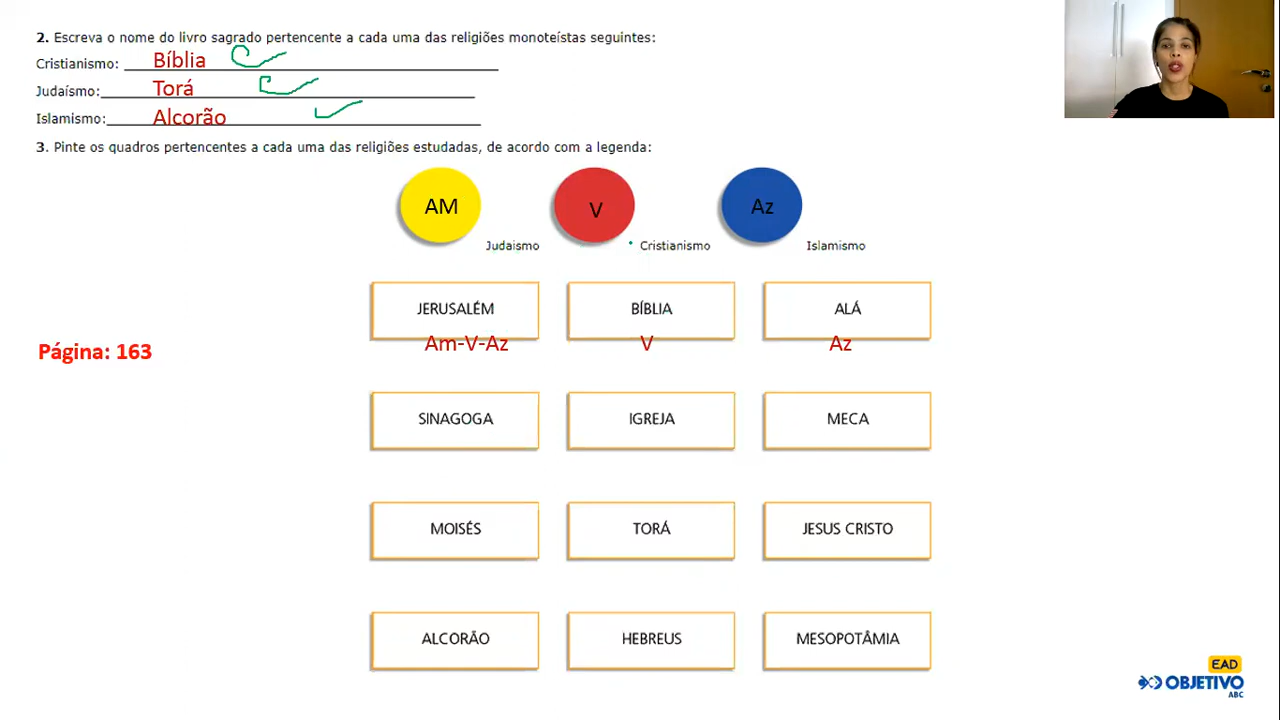 2. Escreva o nome do livro sagrado pertencente a cada uma das religiões monoteístas seguintes:
Cristianismo: Bíblia
Judaísmo: Torá
Islamismo: Alcorão
3. Pinte os quadros pertencentes a cada uma das religiões estudadas, de acordo com a legenda:
AM V Az
Judaismo Cristianismo Islamismo
JERUSALÉM BÍBLIA ALÁ
Am-V-Az V Az
Página: 163
SINAGOGA IGREJA MECA
MOISÉS TORÁ JESUS CRISTO
ALCORÃO HEBREUS MESOPOTÂMIA
EAD
OBJETIVO
ABC